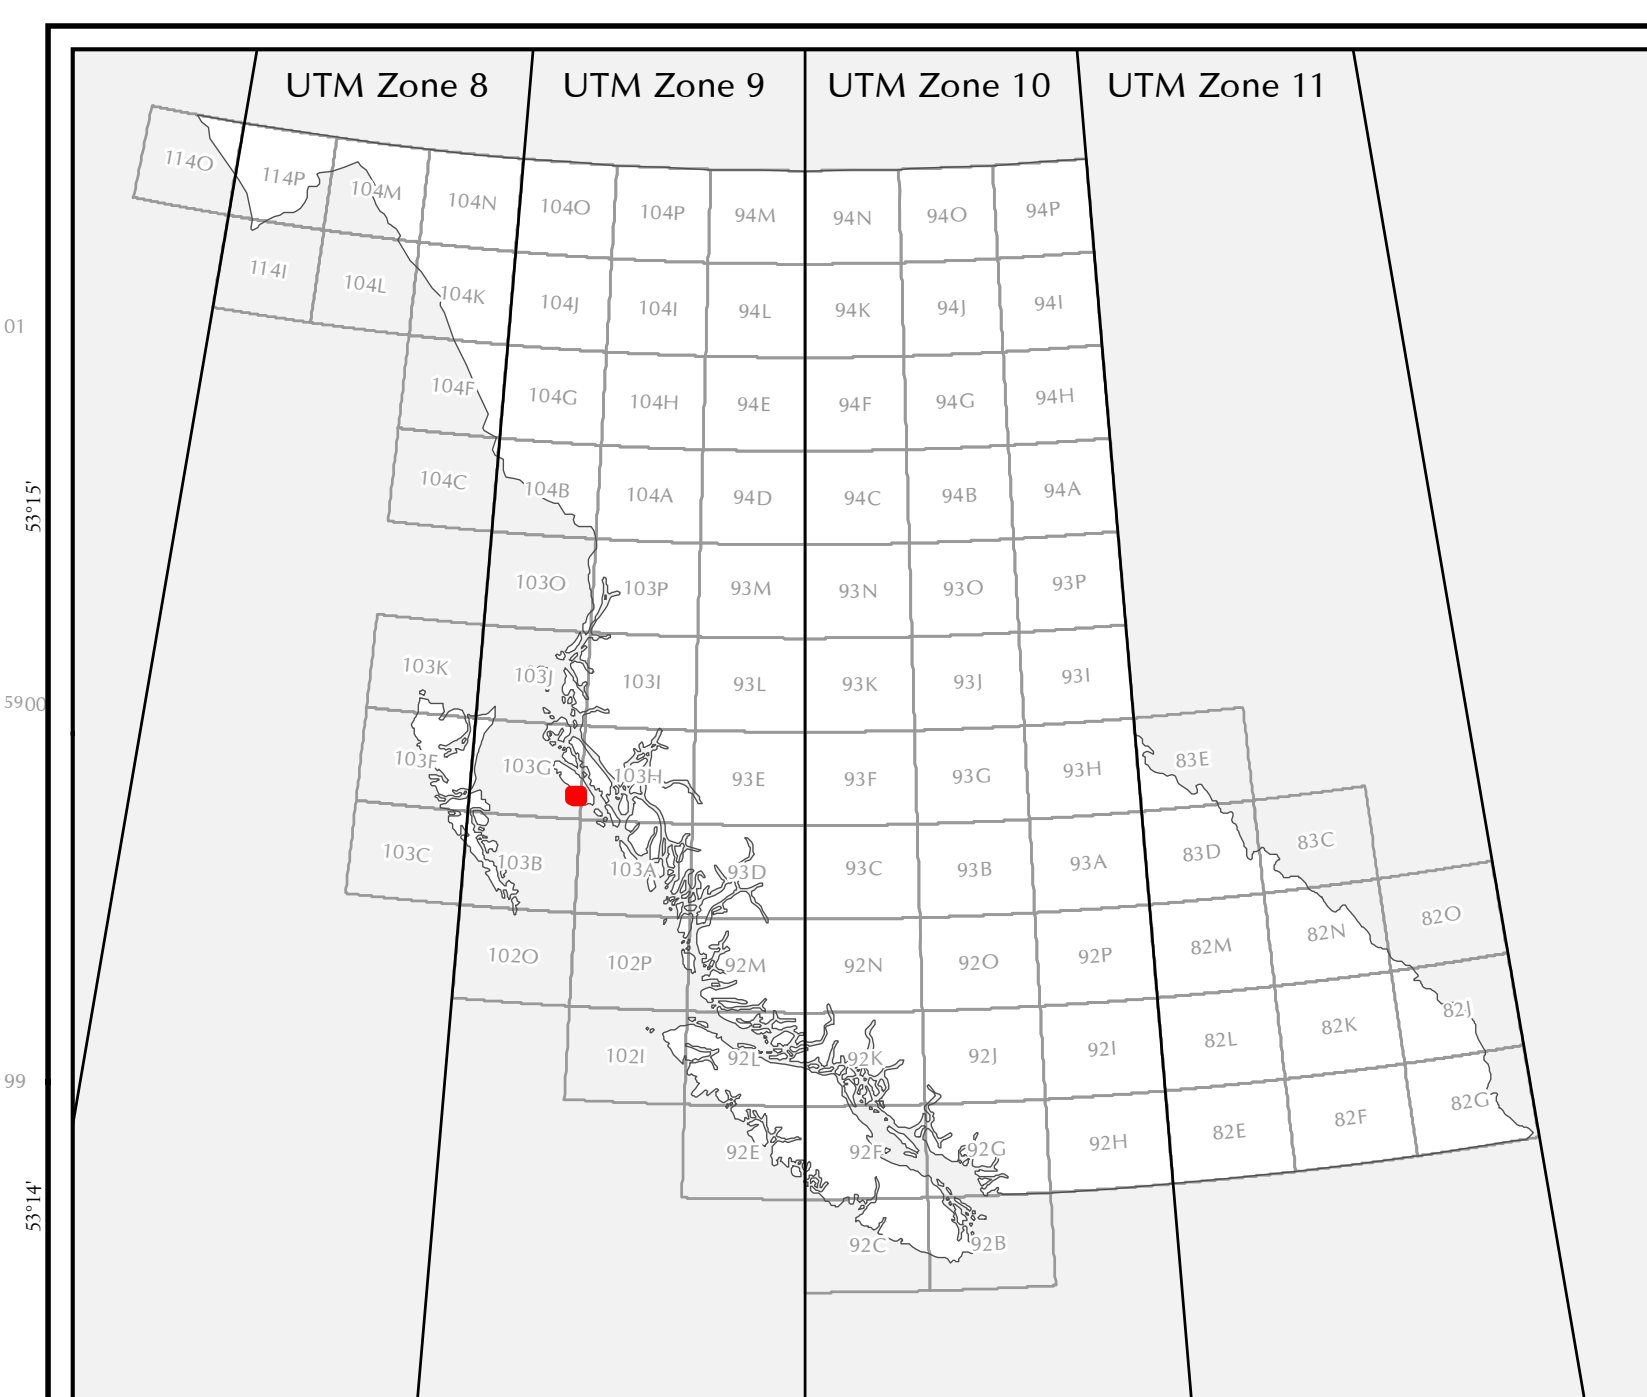 UTM Zone 8 UTM Zone 9 UTM Zone 10 UTM Zone 11
114O 114P 104M 104N 104O 104P 94M 94N 94O 94P
114I 104L 104K 104J 104I 94L 94K 94J 94I
01
104F 104G 104H 94E 94F 94G 94H
53°15'
104C 104B 104A 94D 94C 94B 94A
103O 103P 93M 93N 93O 93P
103K 103J 103I 93L 93K 93J 93I
5900
103F 103G 103H 93E 93F 93G 93H 83E
103C 103B 103A 93D 93C 93B 93A 83D 83C
102O 102P 92M 92N 92O 92P 82M 82N 82O
102I 92L 92K 92J 92I 82L 82K 82J
99
92E 92F 92G 92H 82E 82F 82G
53°14'
92C 92B